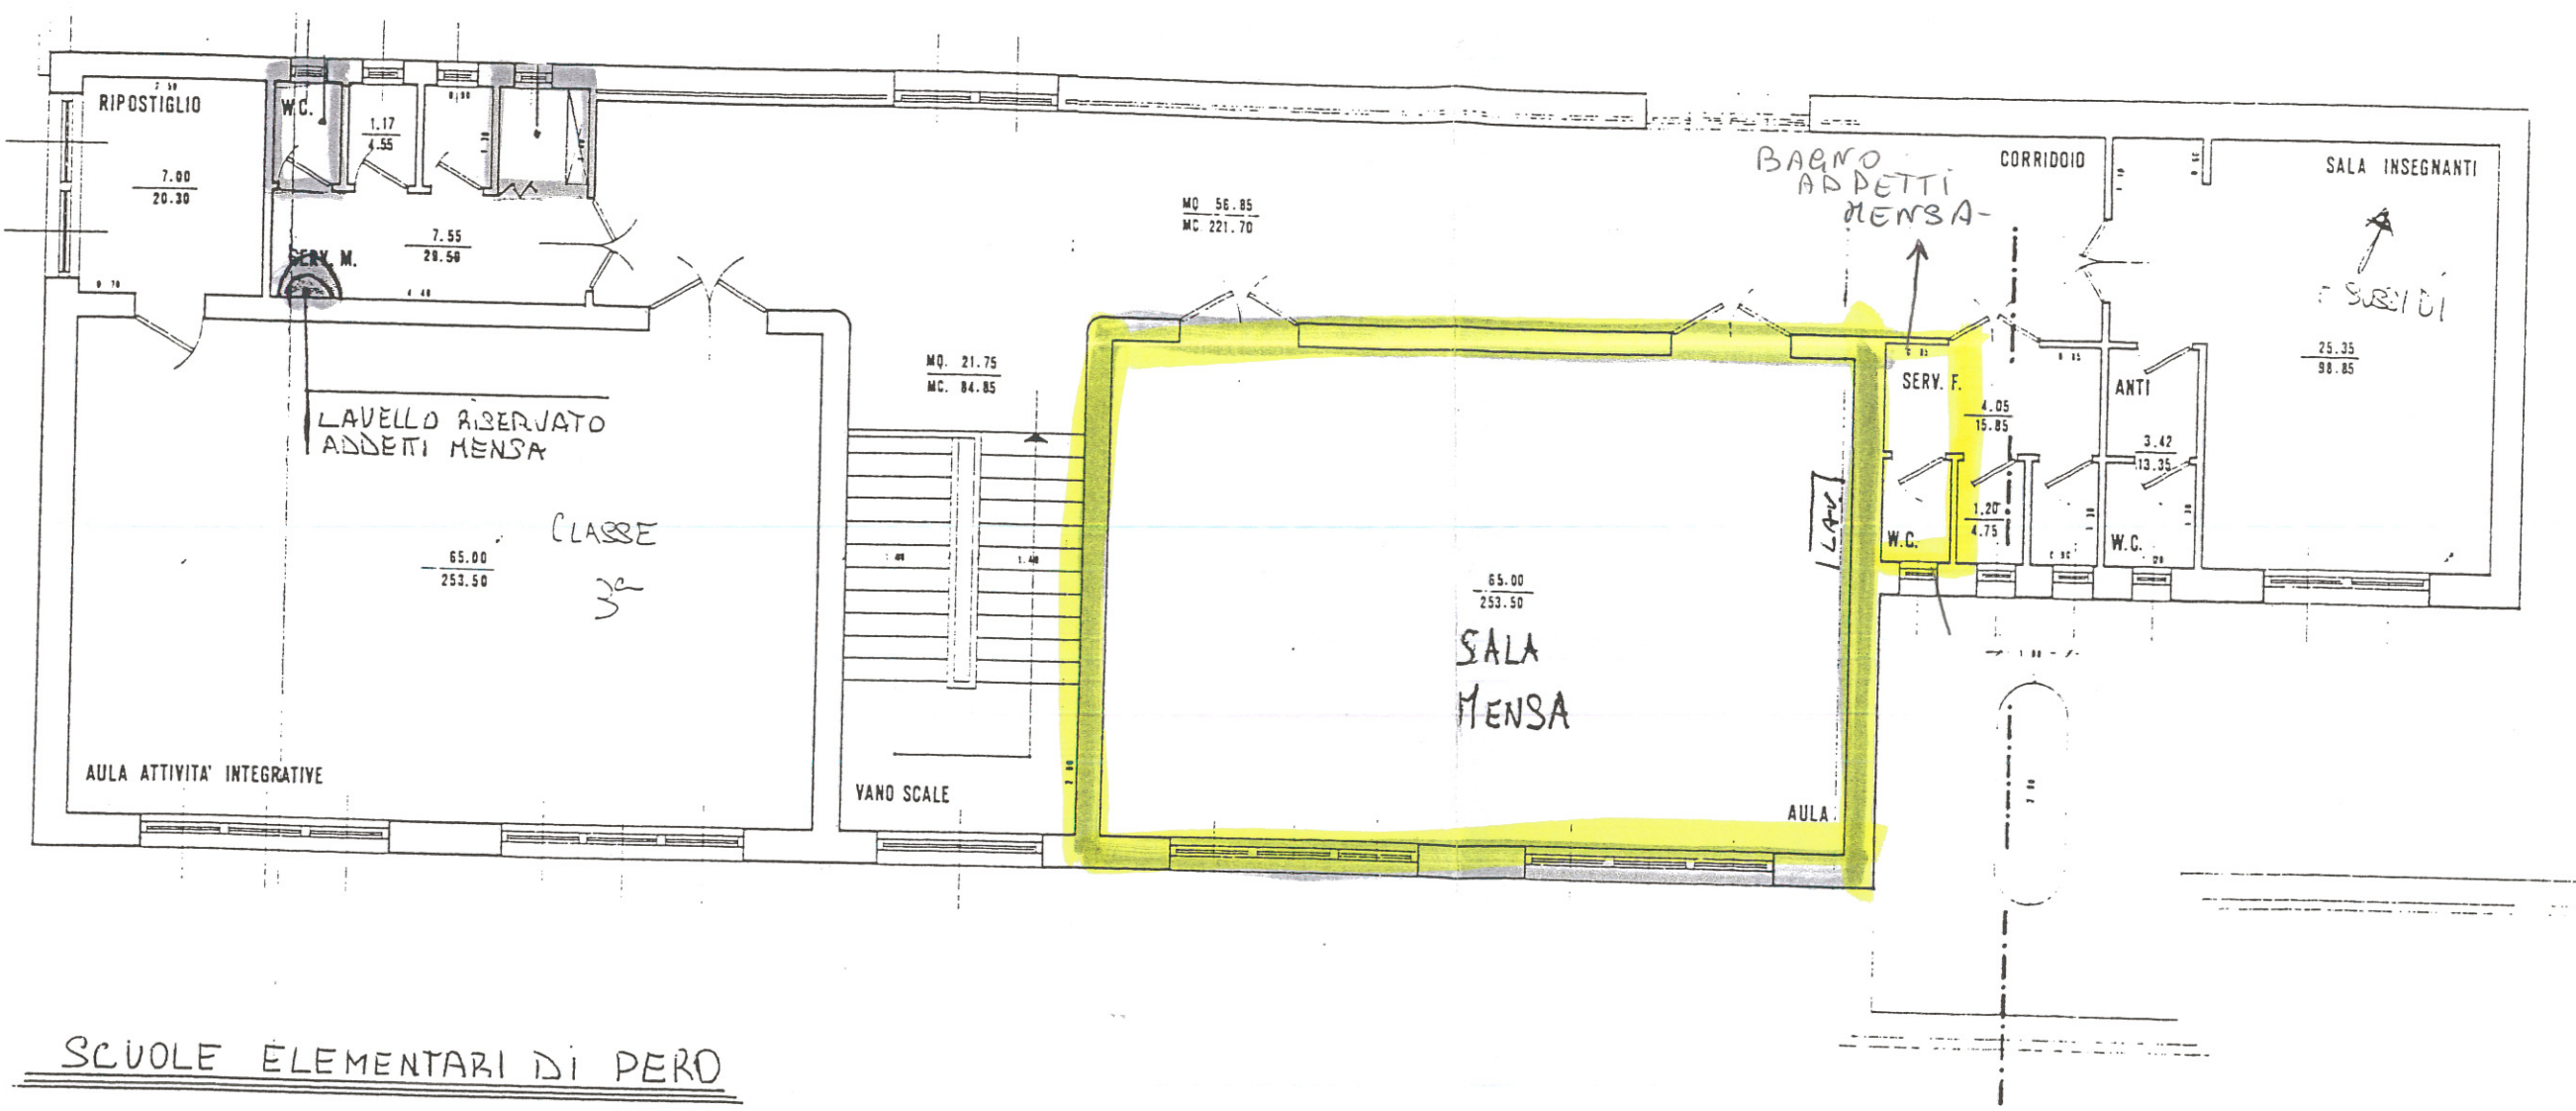 RIPOSTIGLIO
7.00
20.30
W.C.
1.17
4.55
7.55
28.50
SERV. M.
4.40
LAVELLO RISERVATO
ADDETTI MENSA
CLASSE
3ª
65.00
253.50
AULA ATTIVITA' INTEGRATIVE
MQ. 21.75
MC. 84.85
VANO SCALE
MQ 56.85
MC 221.70
BAGNO
ADDETTI
MENSA-
CORRIDOIO
SALA INSEGNANTI
25.35
98.85
SERV. F.
4.05
15.85
ANTI
3.42
13.35
W.C.
1.20
4.75
W.C.
LAV
65.00
253.50
SALA
MENSA
AULA
SCUOLE ELEMENTARI DI PERO